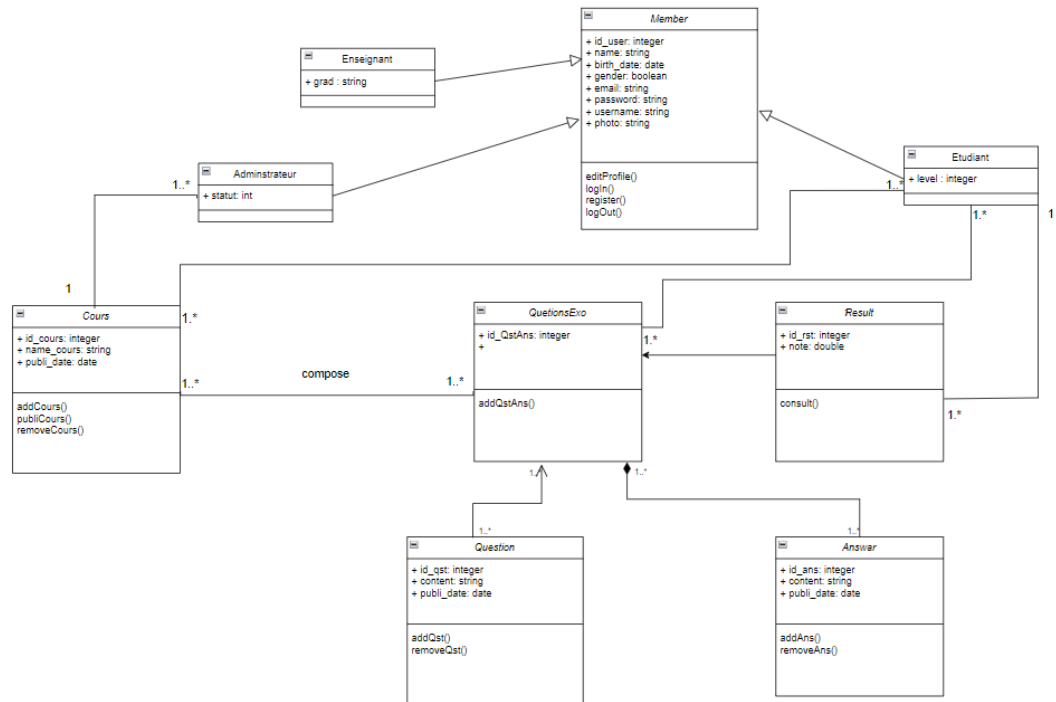 Member
+ id_user: integer
+ name: string
+ birth_date: date
+ gender: boolean
+ email: string
+ password: string
+ username: string
+ photo: string
editProfile()
logIn()
register()
logOut()
Enseignant
+ grad : string
Adminstrateur
+ statut: int
1..*
Etudiant
+ level : integer
1..*
1.*
1
1
Cours
+ id_cours: integer
+ name_cours: string
+ publi_date: date
addCours()
publiCours()
removeCours()
1.*
1..*
compose
1..*
QuetionsExo
+ id_QstAns: integer
+
addQstAns()
1.*
Result
+ id_rst: integer
+ note: double
consult()
1.*
1..*
1..*
1..*
1..*
Question
+ id_qst: integer
+ content: string
+ publi_date: date
addQst()
removeQst()
Answar
+ id_ans: integer
+ content: string
+ publi_date: date
addAns()
removeAns()